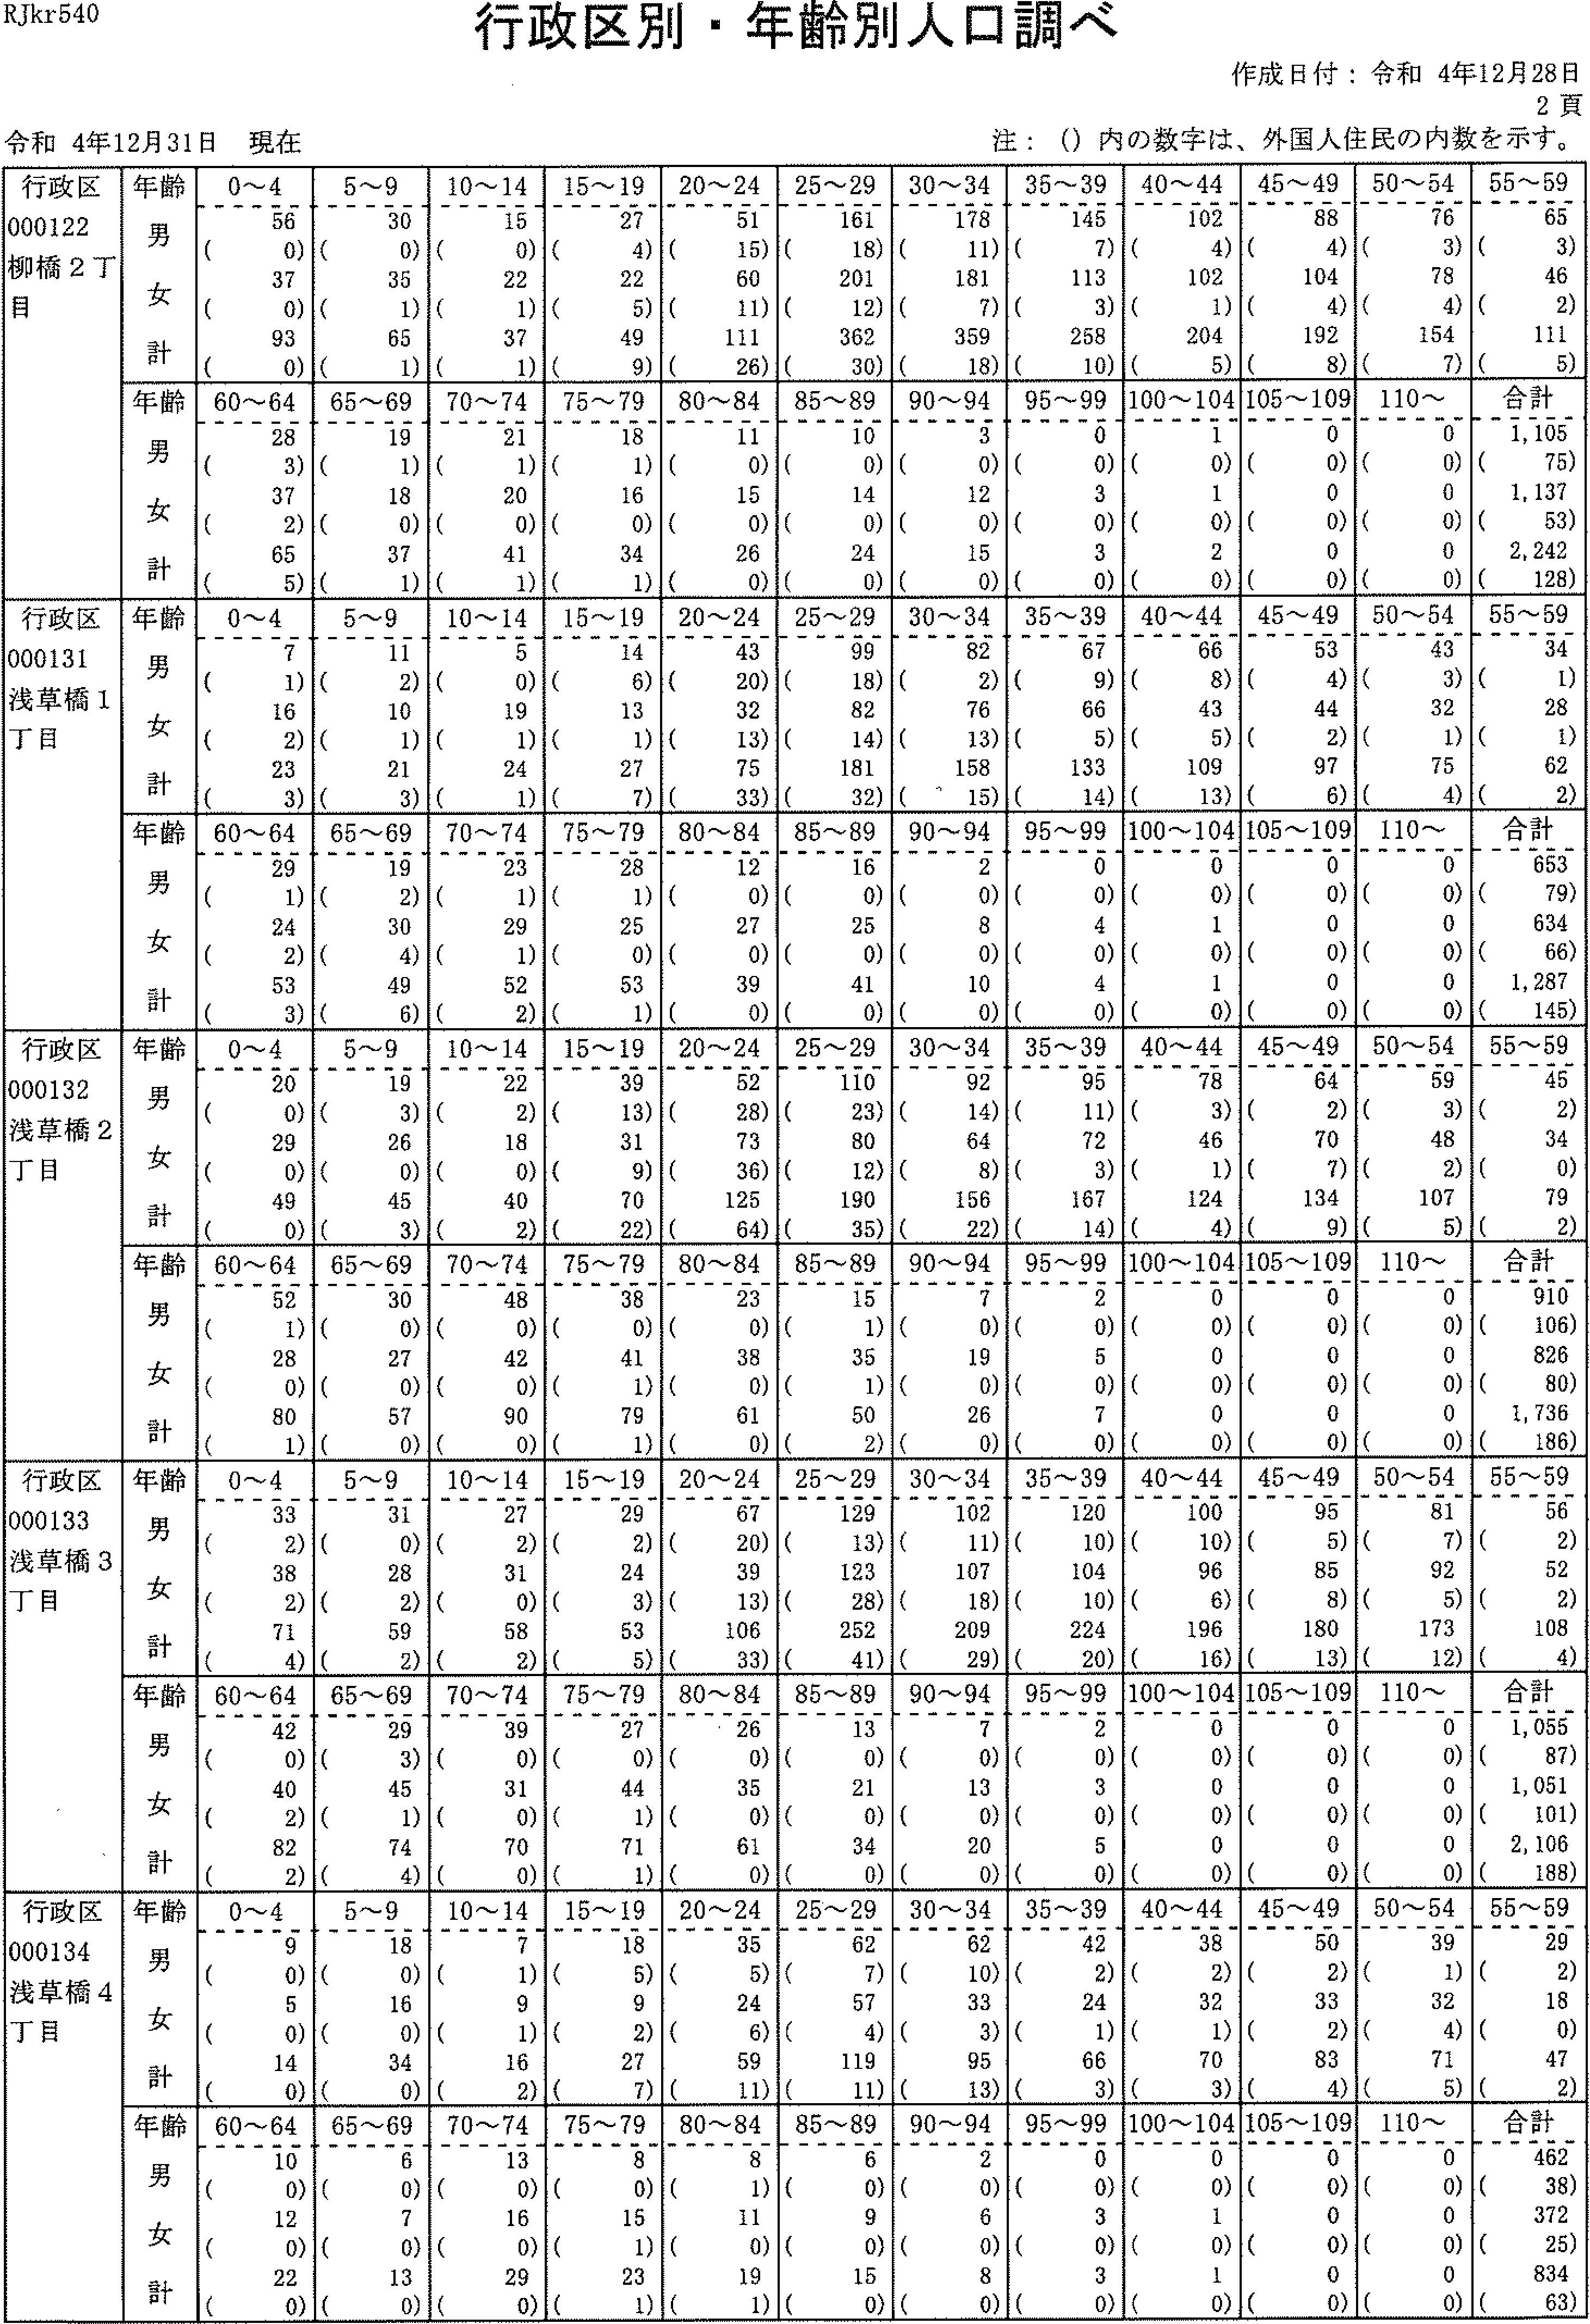 RJkr540
行政区別・年齢別人口調べ
作成日付：令和 4年12月28日
2 頁
令和 4年12月31日 現在
注：（）内の数字は、外国人住民の内数を示す。
行政区 年齢 0～4 5～9 10～14 15～19 20～24 25～29 30～34 35～39 40～44 45～49 50～54 55～59
000122 男 56 30 15 27 51 161 178 145 102 88 76 65
( 0)( 0)( 0)( 4)( 15)( 18)( 11)( 7)( 4)( 4)( 3)( 3)
柳橋２丁目 女 37 35 22 22 60 201 181 113 102 104 78 46
( 0)( 1)( 1)( 5)( 11)( 12)( 7)( 3)( 1)( 4)( 4)( 2)
計 93 65 37 49 111 362 359 258 204 192 154 111
( 0)( 1)( 1)( 9)( 26)( 30)( 18)( 10)( 5)( 8)( 7)( 5)
年齢 60～64 65～69 70～74 75～79 80～84 85～89 90～94 95～99 100～104 105～109 110～ 合計
男 28 19 21 18 11 10 3 0 1 0 0 1,105
( 3)( 1)( 1)( 1)( 0)( 0)( 0)( 0)( 0)( 0)( 0)( 75)
女 37 18 20 16 15 14 12 3 1 0 0 1,137
( 2)( 0)( 0)( 0)( 0)( 0)( 0)( 0)( 0)( 0)( 0)( 53)
計 65 37 41 34 26 24 15 3 2 0 0 2,242
( 5)( 1)( 1)( 1)( 0)( 0)( 0)( 0)( 0)( 0)( 0)( 128)
行政区 年齢 0～4 5～9 10～14 15～19 20～24 25～29 30～34 35～39 40～44 45～49 50～54 55～59
000131 男 7 11 5 14 43 99 82 67 66 53 43 34
( 1)( 2)( 0)( 6)( 20)( 18)( 2)( 9)( 8)( 4)( 3)( 1)
浅草橋１丁目 女 16 10 19 13 32 82 76 66 43 44 32 28
( 2)( 1)( 1)( 1)( 13)( 14)( 13)( 5)( 5)( 2)( 1)( 1)
計 23 21 24 27 75 181 158 133 109 97 75 62
( 3)( 3)( 1)( 7)( 33)( 32)( 15)( 14)( 13)( 6)( 4)( 2)
年齢 60～64 65～69 70～74 75～79 80～84 85～89 90～94 95～99 100～104 105～109 110～ 合計
男 29 19 23 28 12 16 2 0 0 0 0 653
( 1)( 2)( 1)( 1)( 0)( 0)( 0)( 0)( 0)( 0)( 0)( 79)
女 24 30 29 25 27 25 8 4 1 0 0 634
( 2)( 4)( 1)( 0)( 0)( 0)( 0)( 0)( 0)( 0)( 0)( 66)
計 53 49 52 53 39 41 10 4 1 0 0 1,287
( 3)( 6)( 2)( 1)( 0)( 0)( 0)( 0)( 0)( 0)( 0)( 145)
行政区 年齢 0～4 5～9 10～14 15～19 20～24 25～29 30～34 35～39 40～44 45～49 50～54 55～59
000132 男 20 19 22 39 52 110 92 95 78 64 59 45
( 0)( 3)( 2)( 13)( 28)( 23)( 14)( 11)( 3)( 2)( 3)( 2)
浅草橋２丁目 女 29 26 18 31 73 80 64 72 46 70 48 34
( 0)( 0)( 0)( 9)( 36)( 12)( 8)( 3)( 1)( 7)( 2)( 0)
計 49 45 40 70 125 190 156 167 124 134 107 79
( 0)( 3)( 2)( 22)( 64)( 35)( 22)( 14)( 4)( 9)( 5)( 2)
年齢 60～64 65～69 70～74 75～79 80～84 85～89 90～94 95～99 100～104 105～109 110～ 合計
男 52 30 48 38 23 15 7 2 0 0 0 910
( 1)( 0)( 0)( 0)( 0)( 1)( 0)( 0)( 0)( 0)( 0)( 106)
女 28 27 42 41 38 35 19 5 0 0 0 826
( 0)( 0)( 0)( 1)( 0)( 1)( 0)( 0)( 0)( 0)( 0)( 80)
計 80 57 90 79 61 50 26 7 0 0 0 1,736
( 1)( 0)( 0)( 1)( 0)( 2)( 0)( 0)( 0)( 0)( 0)( 186)
行政区 年齢 0～4 5～9 10～14 15～19 20～24 25～29 30～34 35～39 40～44 45～49 50～54 55～59
000133 男 33 31 27 29 67 129 102 120 100 95 81 56
( 2)( 0)( 2)( 2)( 20)( 13)( 11)( 10)( 10)( 5)( 7)( 2)
浅草橋３丁目 女 38 28 31 24 39 123 107 104 96 85 92 52
( 2)( 2)( 0)( 3)( 13)( 28)( 18)( 10)( 6)( 8)( 5)( 2)
計 71 59 58 53 106 252 209 224 196 180 173 108
( 4)( 2)( 2)( 5)( 33)( 41)( 29)( 20)( 16)( 13)( 12)( 4)
年齢 60～64 65～69 70～74 75～79 80～84 85～89 90～94 95～99 100～104 105～109 110～ 合計
男 42 29 39 27 26 13 7 2 0 0 0 1,055
( 0)( 3)( 0)( 0)( 0)( 0)( 0)( 0)( 0)( 0)( 0)( 87)
女 40 45 31 44 35 21 13 3 0 0 0 1,051
( 2)( 1)( 0)( 1)( 0)( 0)( 0)( 0)( 0)( 0)( 0)( 101)
計 82 74 70 71 61 34 20 5 0 0 0 2,106
( 2)( 4)( 0)( 1)( 0)( 0)( 0)( 0)( 0)( 0)( 0)( 188)
行政区 年齢 0～4 5～9 10～14 15～19 20～24 25～29 30～34 35～39 40～44 45～49 50～54 55～59
000134 男 9 18 7 18 35 62 62 42 38 50 39 29
( 0)( 0)( 1)( 5)( 5)( 7)( 10)( 2)( 2)( 2)( 1)( 2)
浅草橋４丁目 女 5 16 9 9 24 57 33 24 32 33 32 18
( 0)( 0)( 1)( 2)( 6)( 4)( 3)( 1)( 1)( 2)( 4)( 0)
計 14 34 16 27 59 119 95 66 70 83 71 47
( 0)( 0)( 2)( 7)( 11)( 11)( 13)( 3)( 3)( 4)( 5)( 2)
年齢 60～64 65～69 70～74 75～79 80～84 85～89 90～94 95～99 100～104 105～109 110～ 合計
男 10 6 13 8 8 6 2 0 0 0 0 462
( 0)( 0)( 0)( 0)( 1)( 0)( 0)( 0)( 0)( 0)( 0)( 38)
女 12 7 16 15 11 9 6 3 1 0 0 372
( 0)( 0)( 0)( 1)( 0)( 0)( 0)( 0)( 0)( 0)( 0)( 25)
計 22 13 29 23 19 15 8 3 1 0 0 834
( 0)( 0)( 0)( 1)( 1)( 0)( 0)( 0)( 0)( 0)( 0)( 63)